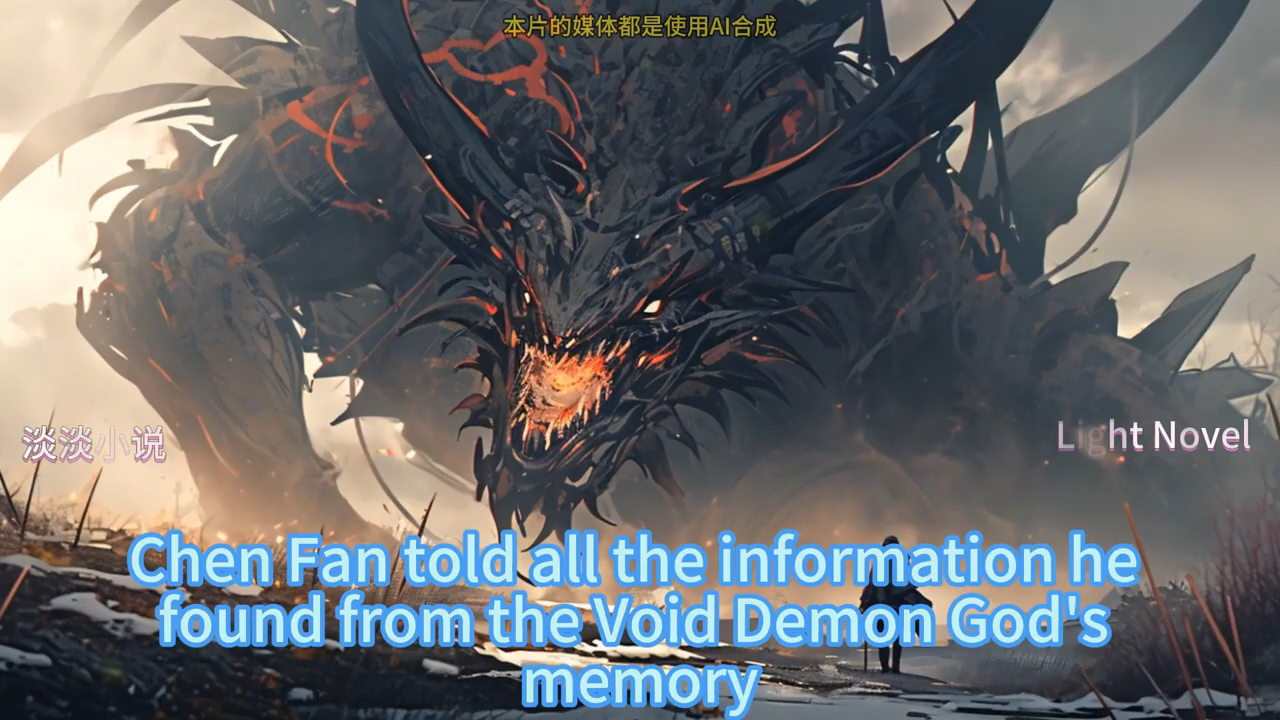 本片的媒体都是使用AI合成
淡淡小说
Light Novel
Chen Fan told all the information he
found from the Void Demon God's
memory